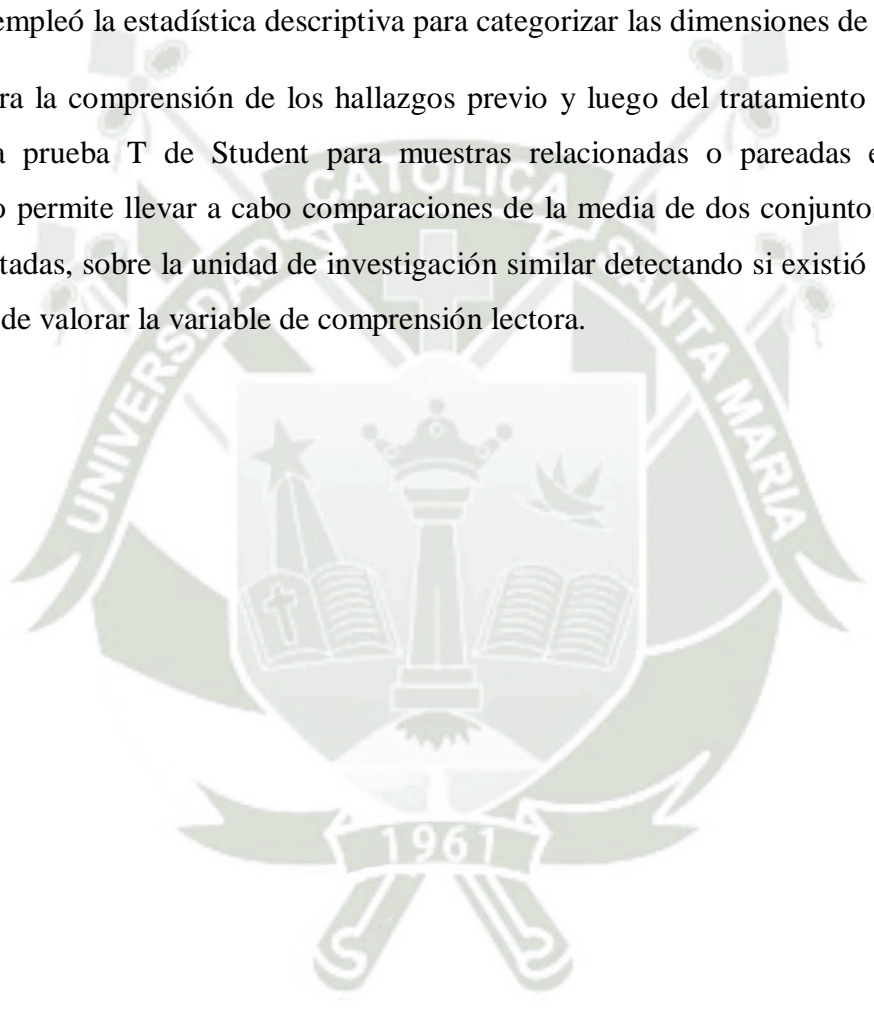 empleó la estadística descriptiva para categorizar las dimensiones de
ra la comprensión de los hallazgos previo y luego del tratamiento
a prueba T de Student para muestras relacionadas o pareadas e
o permite llevar a cabo comparaciones de la media de dos conjuntos
tadas, sobre la unidad de investigación similar detectando si existió
de valorar la variable de comprensión lectora.
UNIVERSIDAD CATOLICA SANTA MARIA
1961